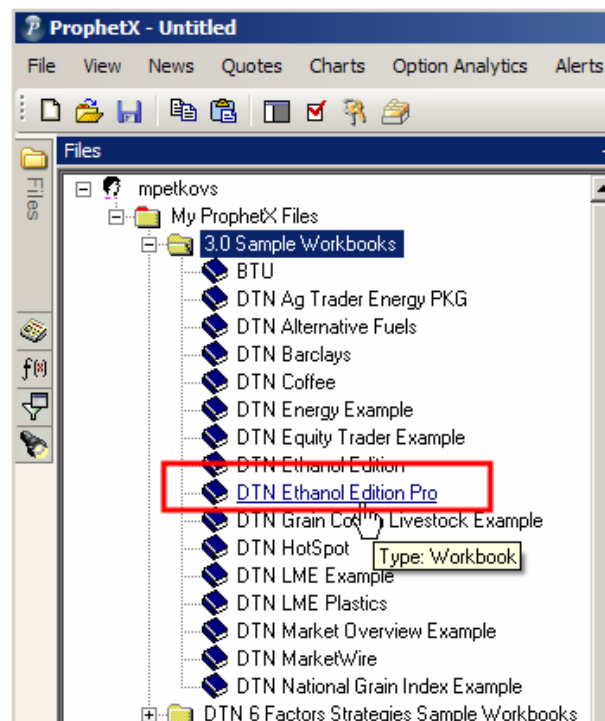 ProphetX - Untitled
File View News Quotes Charts Option Analytics Alerts
Files
Files
mpetkovs
My ProphetX Files
3.0 Sample Workbooks
BTU
DTN Ag Trader Energy PKG
DTN Alternative Fuels
DTN Barclays
DTN Coffee
DTN Energy Example
DTN Equity Trader Example
DTN Ethanol Edition
DTN Ethanol Edition Pro
DTN Grain Livestock Example
DTN HotSpot
Type: Workbook
DTN LME Example
DTN LME Plastics
DTN Market Overview Example
DTN MarketWire
DTN National Grain Index Example
DTN 6 Factors Strategies Sample Workbooks